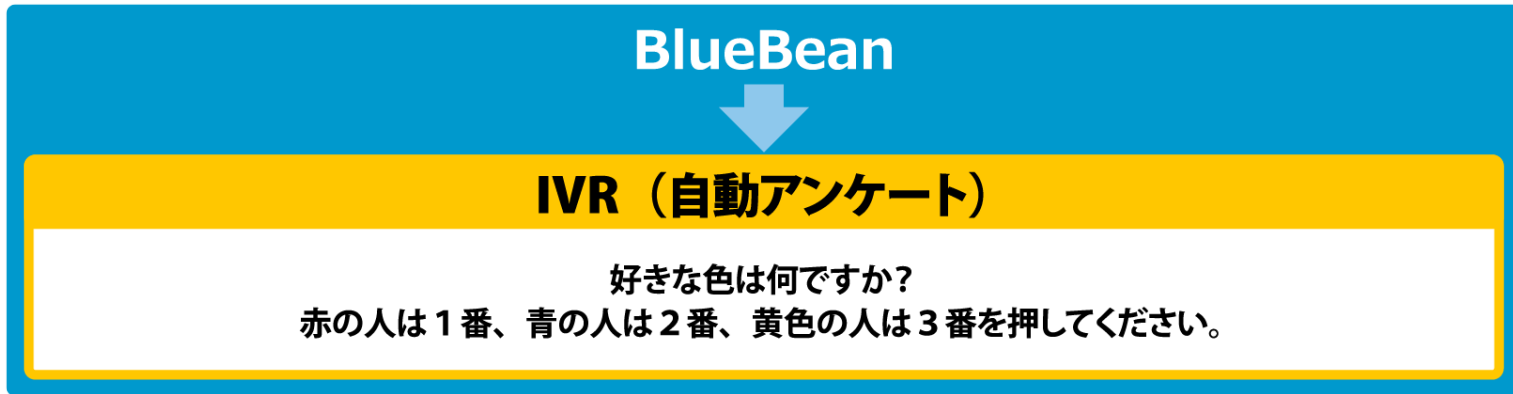 BlueBean
IVR（自動アンケート）
好きな色は何ですか？
赤の人は１番、青の人は２番、黄色の人は３番を押してください。